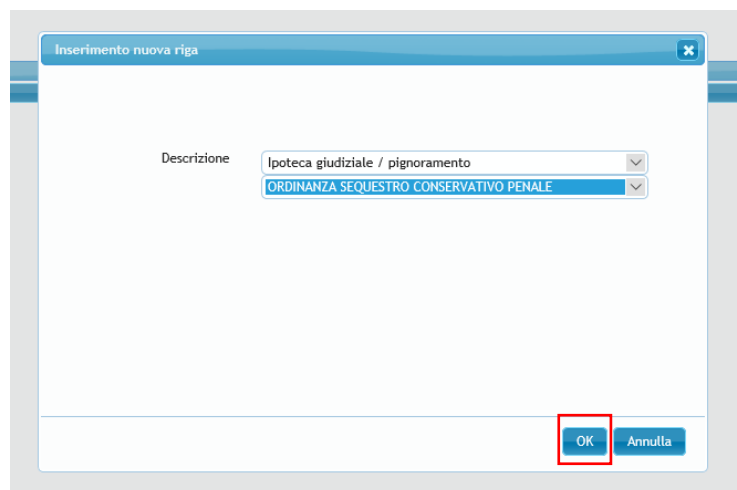 Inserimento nuova riga
Descrizione
Ipoteca giudiziale / pignoramento
ORDINANZA SEQUESTRO CONSERVATIVO PENALE
OK Annulla